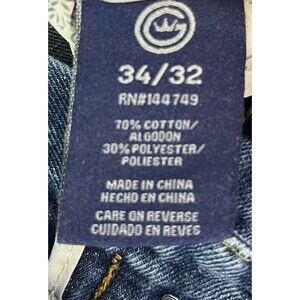 34/32
RN#144749
70% COTTON/
ALGODON
30% POLYESTER/
POLIESTER
MADE IN CHINA
HECHO EN CHINA
CARE ON REVERSE
CUIDADO EN REVES